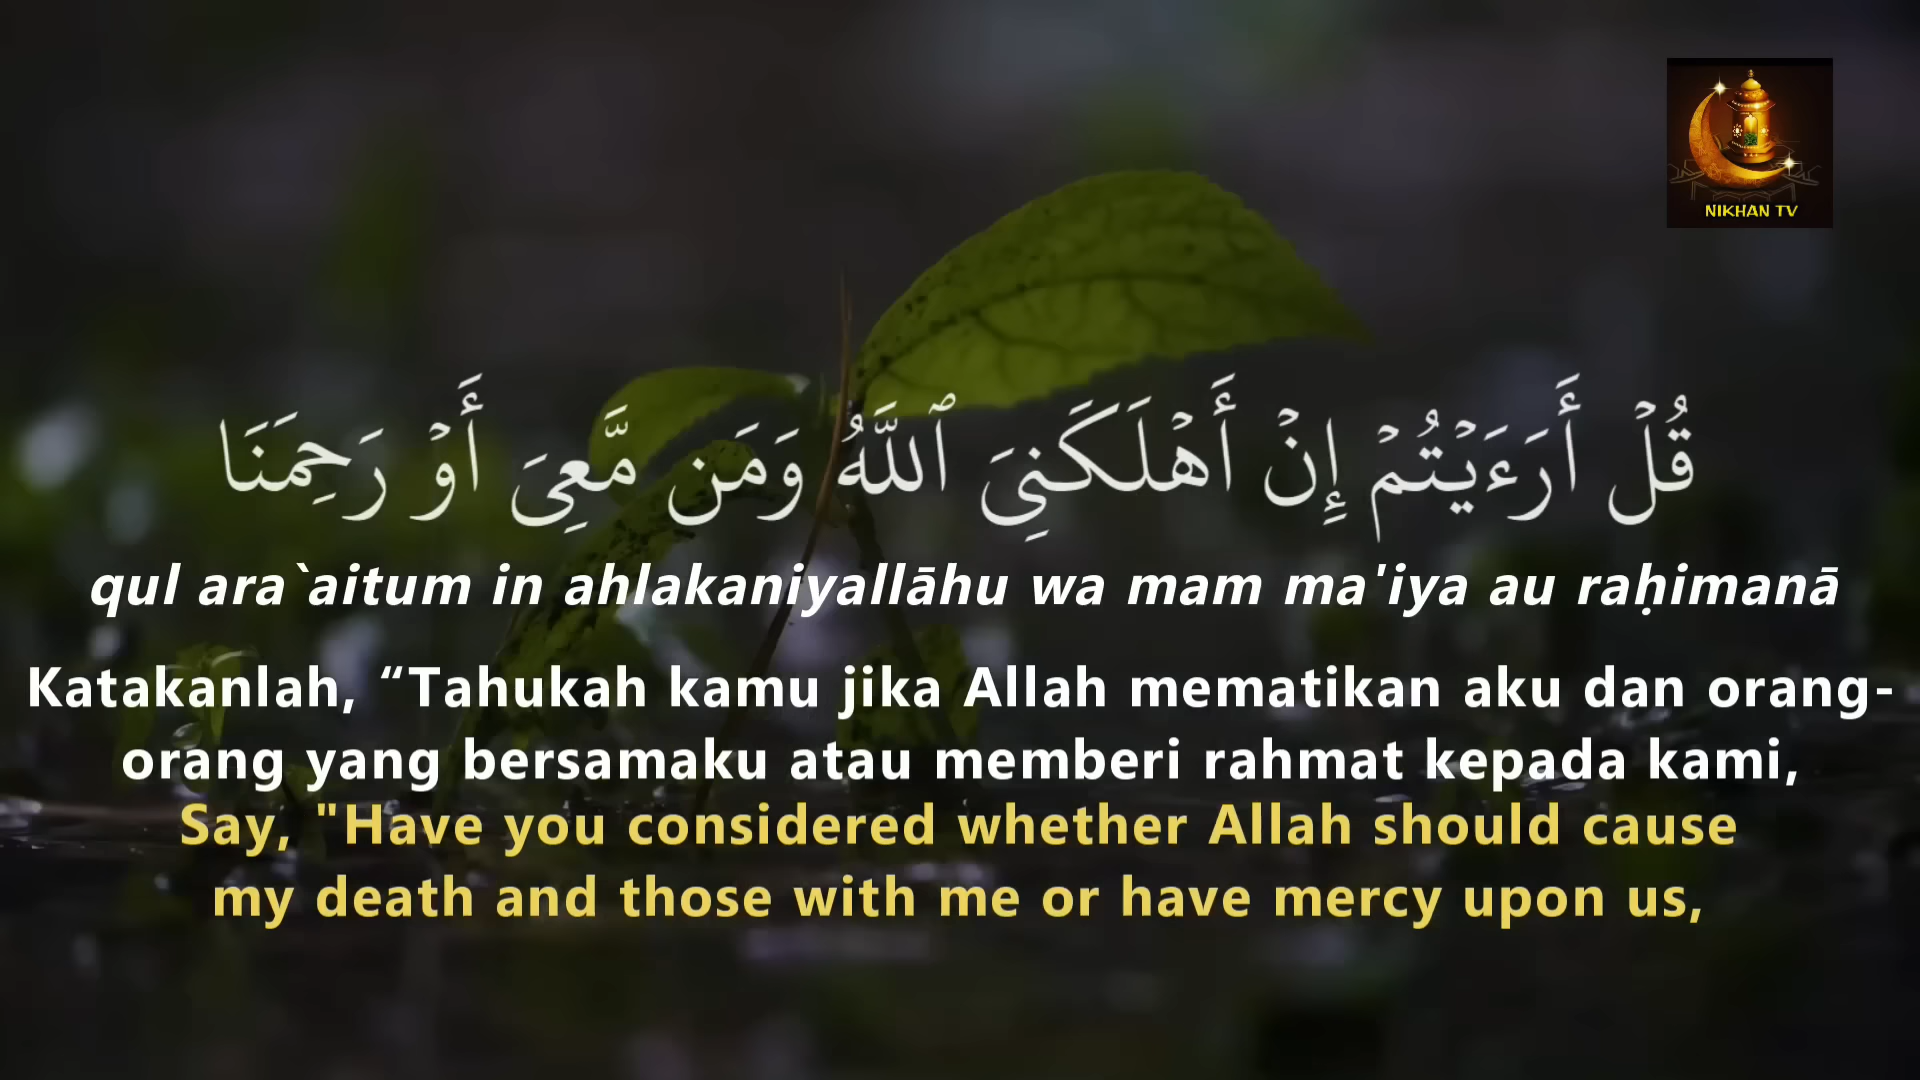 NIKHAN TV
قُلْ أَرَءَيْتُمْ إِنْ أَهْلَكَنِىَ ٱللَّهُ وَمَن مَّعِىَ أَوْ رَحِمَنَا
qul ara`aitum in ahlakaniyallāhu wa mam ma'iya au raḥimanā
Katakanlah, “Tahukah kamu jika Allah mematikan aku dan orang-
orang yang bersamaku atau memberi rahmat kepada kami,
Say, "Have you considered whether Allah should cause
my death and those with me or have mercy upon us,